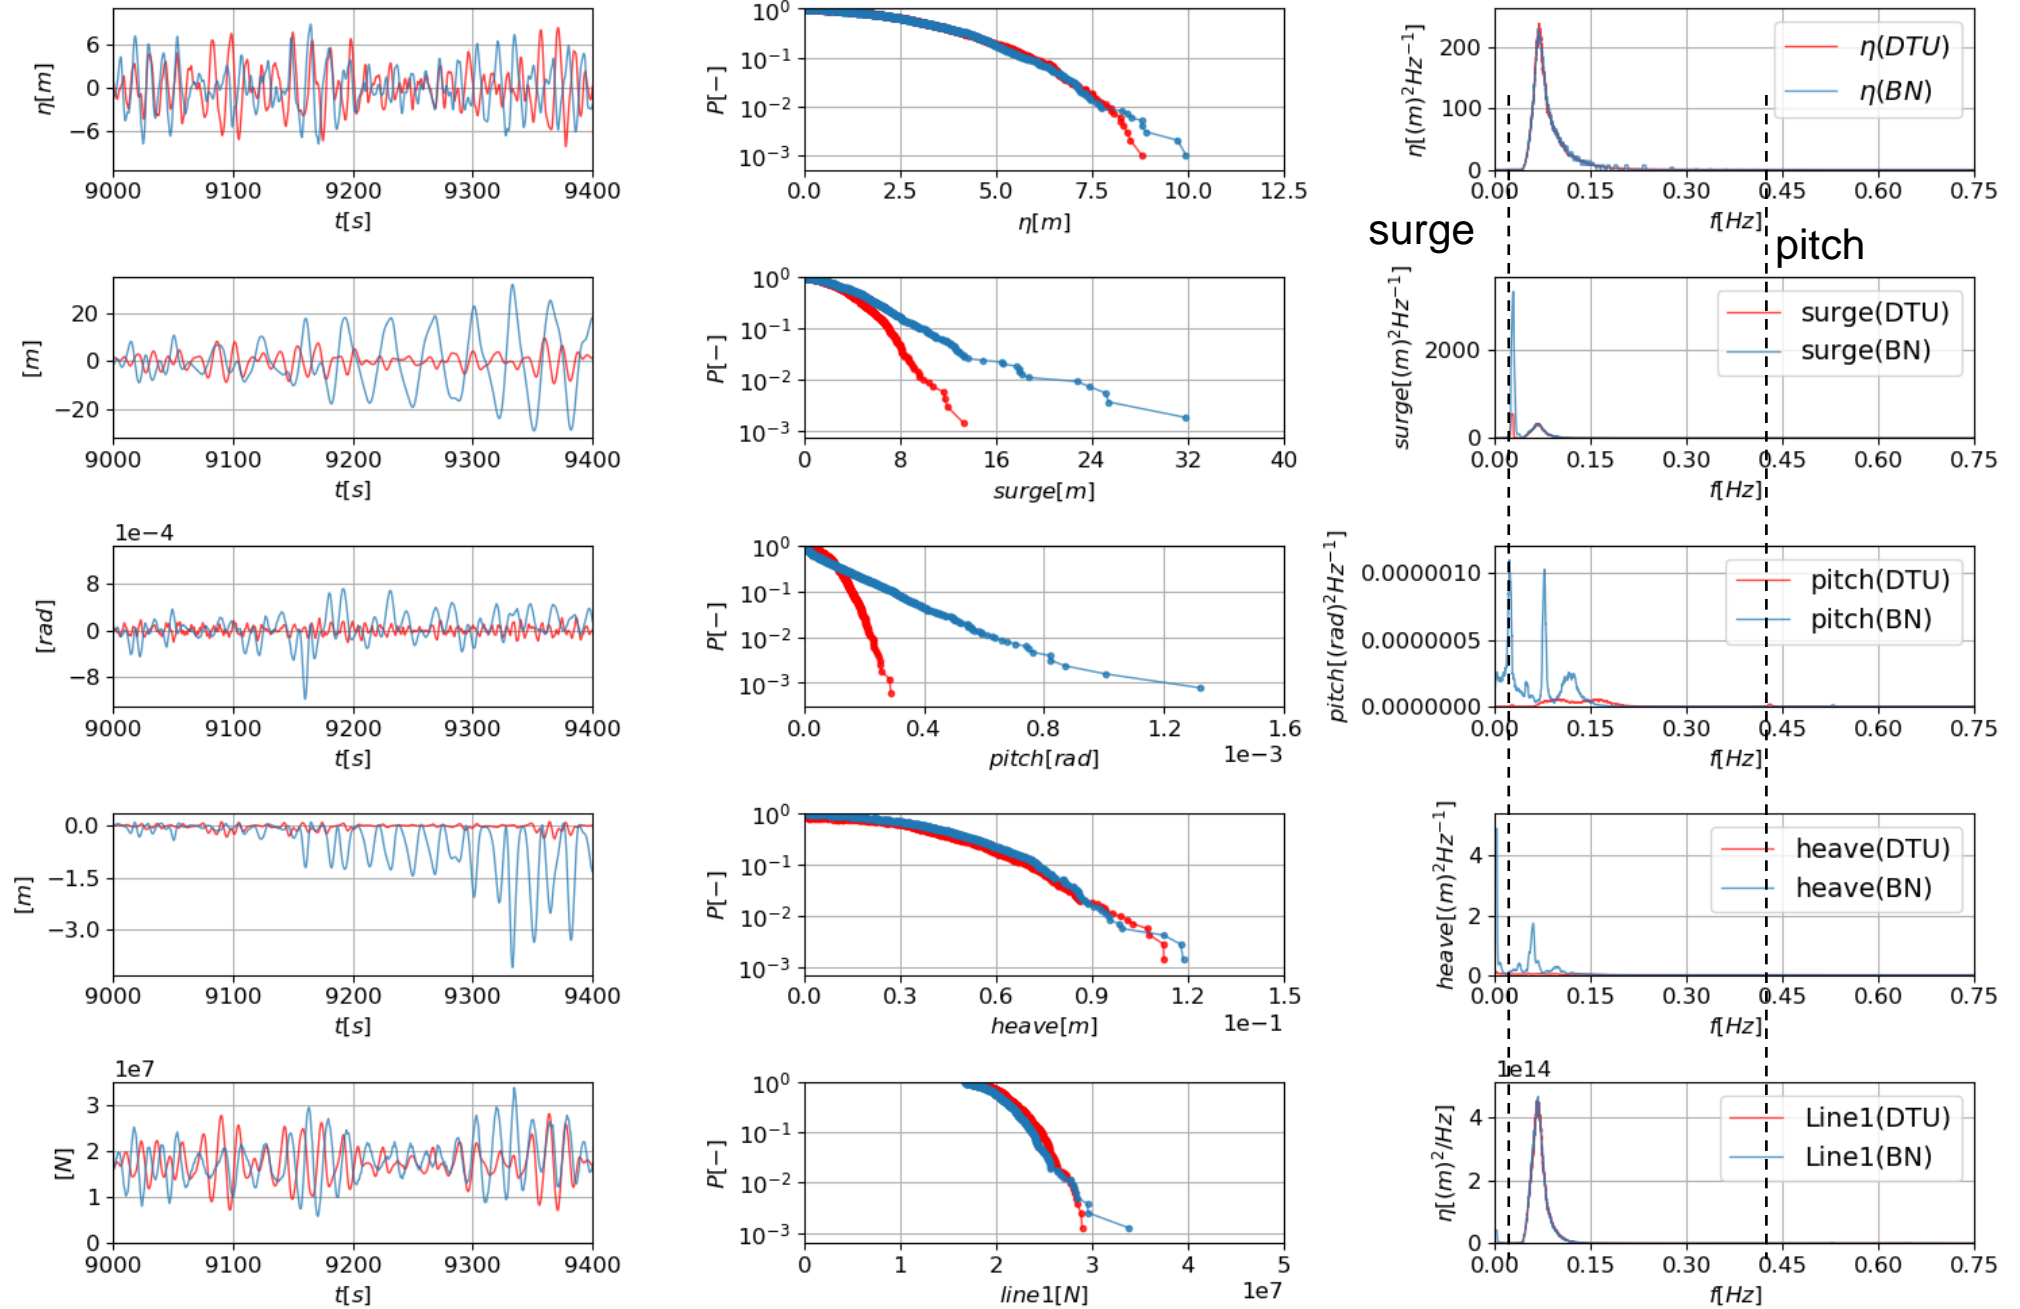 η[m]
6
0
−6
9000 9100 9200 9300 9400
t[s]
P[−]
10⁰
10⁻¹
10⁻²
10⁻³
0.0 2.5 5.0 7.5 10.0 12.5
η[m]
η[(m)²Hz⁻¹]
200
100
0
η(DTU)
η(BN)
0.00 0.15 0.30 0.45 0.60 0.75
f[Hz]
surge
pitch
[m]
20
0
−20
9000 9100 9200 9300 9400
t[s]
P[−]
10⁰
10⁻¹
10⁻²
10⁻³
0 8 16 24 32 40
surge[m]
surge[(m)²Hz⁻¹]
2000
0
surge(DTU)
surge(BN)
0.00 0.15 0.30 0.45 0.60 0.75
f[Hz]
1e−4
[rad]
8
0
−8
9000 9100 9200 9300 9400
t[s]
P[−]
10⁰
10⁻¹
10⁻²
10⁻³
0.0 0.4 0.8 1.2 1.6
pitch[rad]
1e−3
pitch[(rad)²Hz⁻¹]
0.0000010
0.0000005
0.0000000
pitch(DTU)
pitch(BN)
0.00 0.15 0.30 0.45 0.60 0.75
f[Hz]
[m]
0.0
−1.5
−3.0
9000 9100 9200 9300 9400
t[s]
P[−]
10⁰
10⁻¹
10⁻²
10⁻³
0.0 0.3 0.6 0.9 1.2 1.5
heave[m]
1e−1
heave[(m)²Hz⁻¹]
4
2
0
heave(DTU)
heave(BN)
0.00 0.15 0.30 0.45 0.60 0.75
f[Hz]
1e7
[N]
3
2
1
0
9000 9100 9200 9300 9400
t[s]
P[−]
10⁰
10⁻¹
10⁻²
10⁻³
0 1 2 3 4 5
line1[N]
1e7
1e14
η[(m)²/Hz]
4
2
0
Line1(DTU)
Line1(BN)
0.00 0.15 0.30 0.45 0.60 0.75
f[Hz]